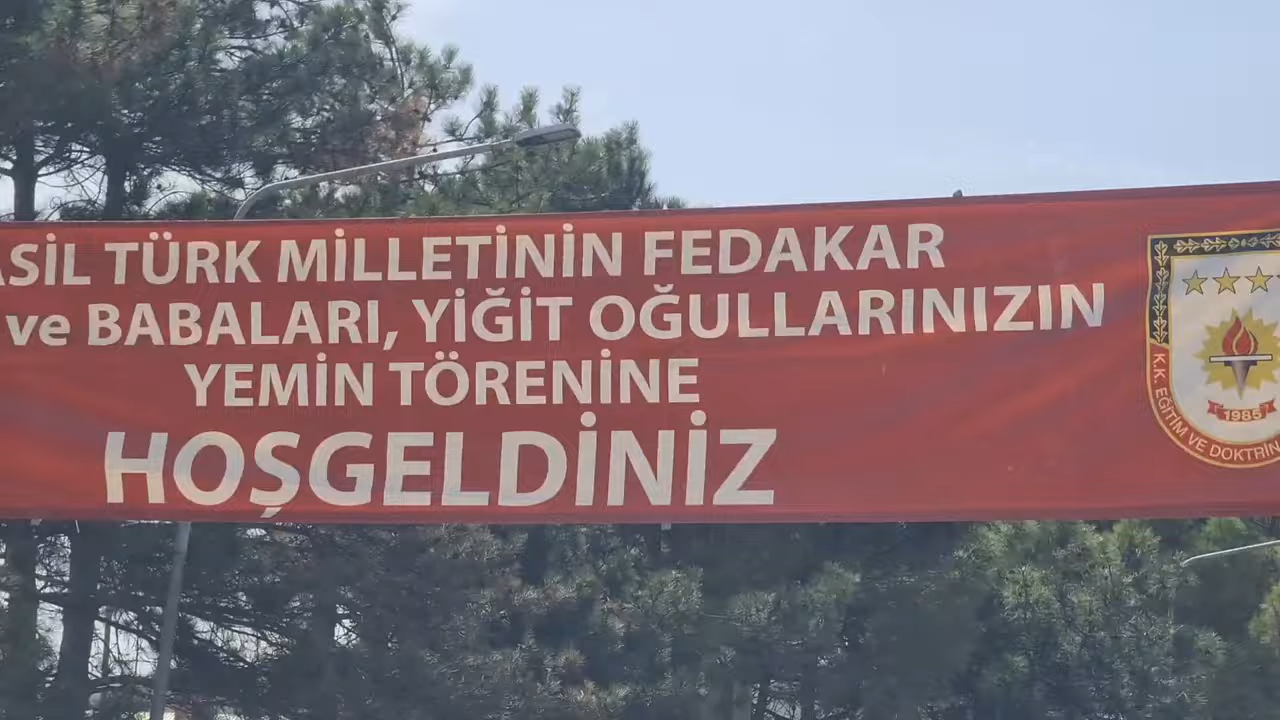 ASİL TÜRK MİLLETİNİN FEDAKAR
ve BABALARI, YİĞİT OĞULLARINIZIN
YEMİN TÖRENİNE
HOŞGELDİNİZ
K.K. EĞİTİM VE DOKTRİN
1985